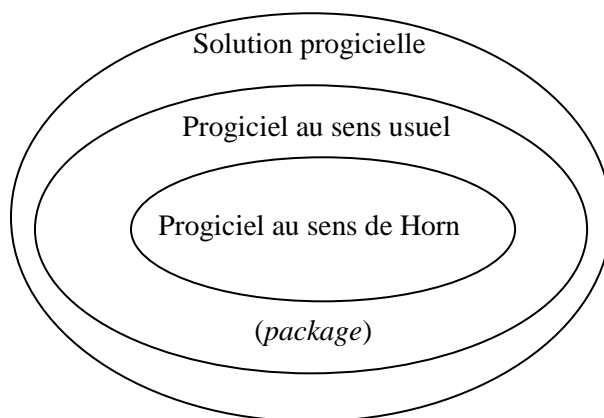 Solution progicielle
Progiciel au sens usuel
Progiciel au sens de Horn
(package)